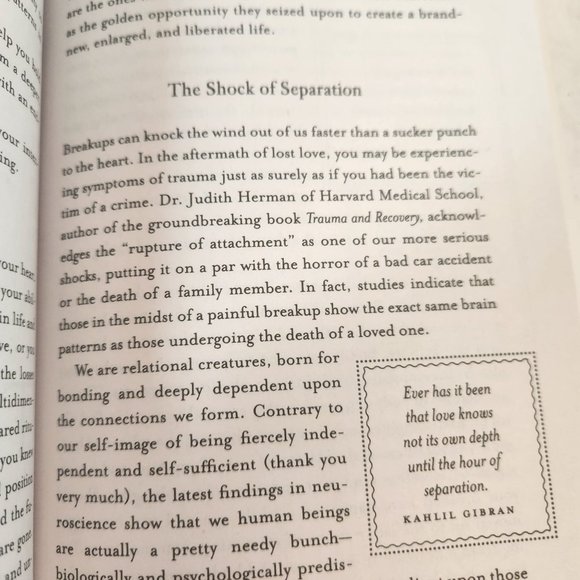 are the ones
as the golden opportunity they seized upon to create a brand-
new, enlarged, and liberated life.
The Shock of Separation
Breakups can knock the wind out of us faster than a sucker punch
to the heart. In the aftermath of lost love, you may be experienc-
ing symptoms of trauma just as surely as if you had been the vic-
tim of a crime. Dr. Judith Herman of Harvard Medical School,
author of the groundbreaking book Trauma and Recovery, acknowl-
edges the “rupture of attachment” as one of our more serious
shocks, putting it on a par with the horror of a bad car accident
or the death of a family member. In fact, studies indicate that
those in the midst of a painful breakup show the exact same brain
patterns as those undergoing the death of a loved one.
We are relational creatures, born for
bonding and deeply dependent upon
the connections we form. Contrary to
our self-image of being fiercely inde-
pendent and self-sufficient (thank you
very much), the latest findings in neu-
roscience show that we human beings
are actually a pretty needy bunch—
biologically and psychologically predis-
upon those
Ever has it been
that love knows
not its own depth
until the hour of
separation.
KAHLIL GIBRAN